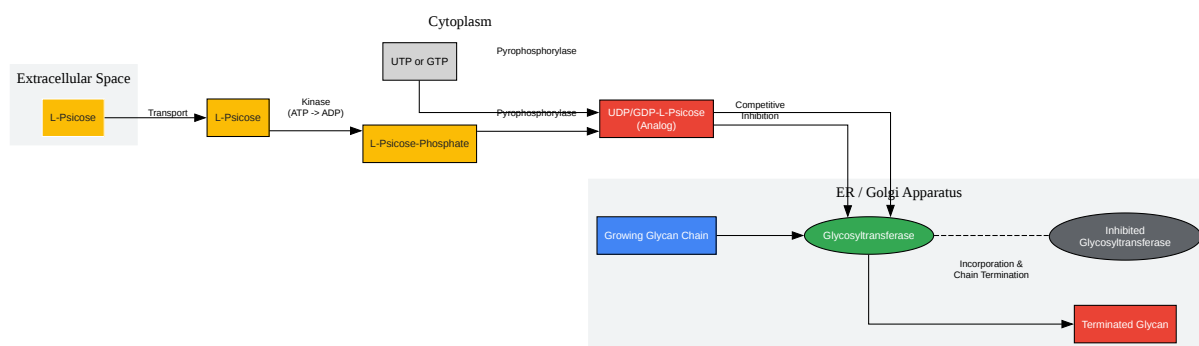 Cytoplasm
Extracellular Space
L-Psicose
Transport
L-Psicose
Kinase
(ATP -> ADP)
UTP or GTP
Pyrophosphorylase
Pyrophosphorylase
L-Psicose-Phosphate
UDP/GDP-L-Psicose
(Analog)
Competitive
Inhibition
ER / Golgi Apparatus
Growing Glycan Chain
Glycosyltransferase
Inhibited
Glycosyltransferase
Incorporation &
Chain Termination
Terminated Glycan